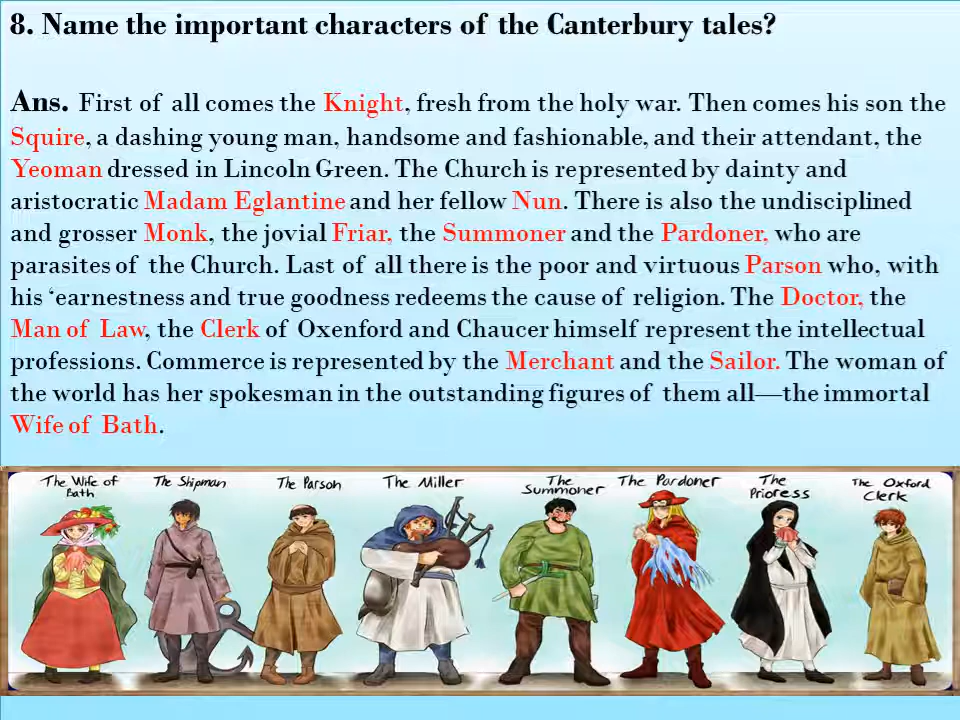 8. Name the important characters of the Canterbury tales?
Ans. First of all comes the Knight, fresh from the holy war. Then comes his son the
Squire, a dashing young man, handsome and fashionable, and their attendant, the
Yeoman dressed in Lincoln Green. The Church is represented by dainty and
aristocratic Madam Eglantine and her fellow Nun. There is also the undisciplined
and grosser Monk, the jovial Friar, the Summoner and the Pardoner, who are
parasites of the Church. Last of all there is the poor and virtuous Parson who, with
his ‘earnestness and true goodness redeems the cause of religion. The Doctor, the
Man of Law, the Clerk of Oxenford and Chaucer himself represent the intellectual
professions. Commerce is represented by the Merchant and the Sailor. The woman of
the world has her spokesman in the outstanding figures of them all—the immortal
Wife of Bath.
The Wife of
Bath
The Shipman
The Parson
The Miller
The
Summoner
The Pardoner
The
Prioress
The Oxford
Clerk